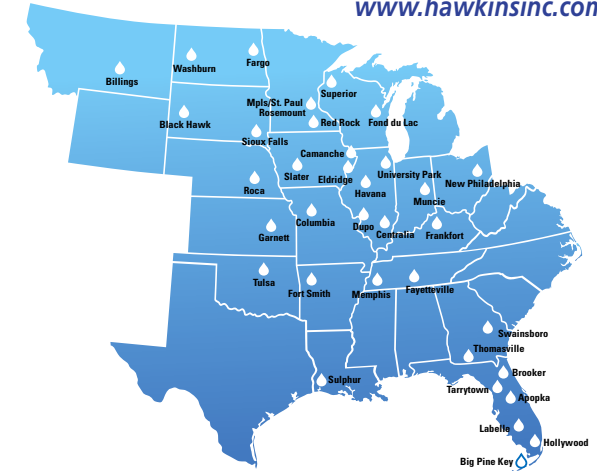 www.hawkinsinc.com
Fargo
Washburn
Billings
Superior
Mpls/St. Paul
Rosemount
Black Hawk
Red Rock
Fond du Lac
Sioux Falls
Camanche
Slater
Eldridge
University Park
New Philadelphia
Roca
Havana
Muncie
Columbia
Dupo
Centralia
Frankfort
Garnett
Tulsa
Fort Smith
Memphis
Fayetteville
Swainsboro
Thomasville
Brooker
Sulphur
Tarrytown
Apopka
Labelle
Hollywood
Big Pine Key